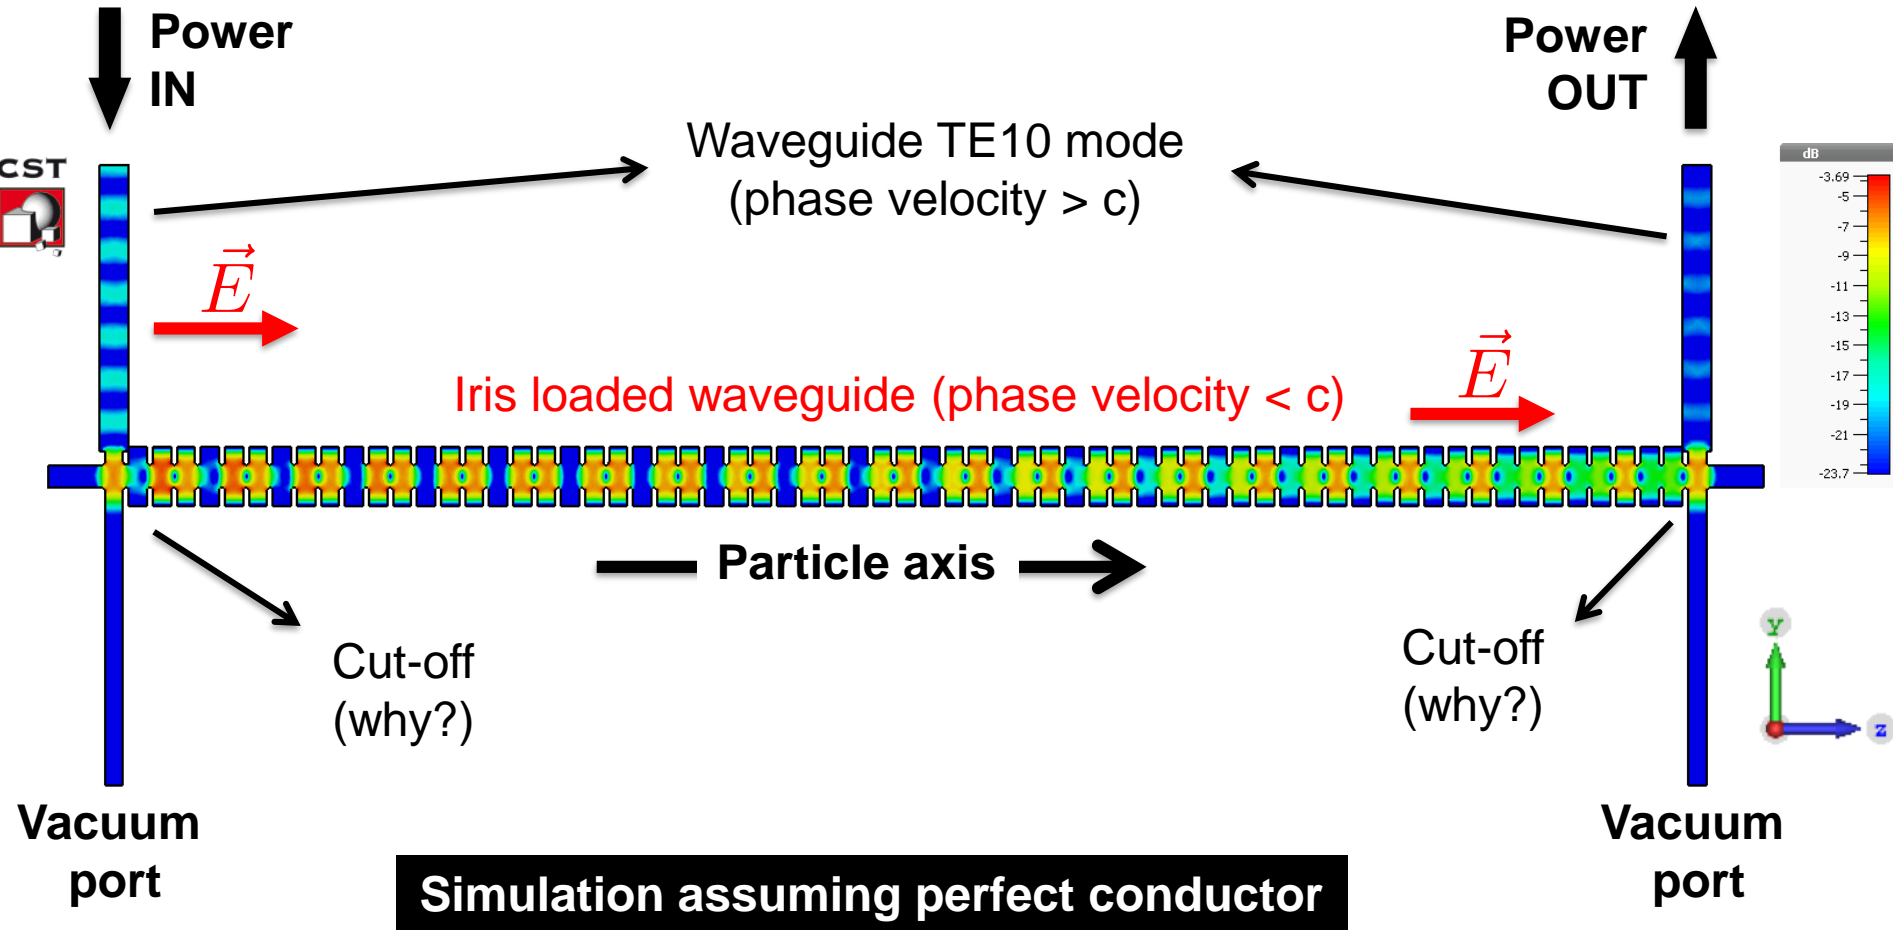 Power
IN
Power
OUT
Waveguide TE10 mode
(phase velocity > c)
CST
dB
-3.69
-5
-7
-9
-11
-13
-15
-17
-19
-21
-23.7
E
E
Iris loaded waveguide (phase velocity < c)
Particle axis
Cut-off
(why?)
Cut-off
(why?)
y
z
Vacuum
port
Vacuum
port
Simulation assuming perfect conductor